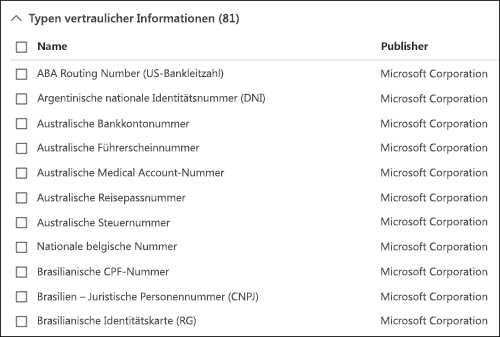 Typen vertraulicher Informationen (81)
Name Publisher
ABA Routing Number (US-Bankleitzahl) Microsoft Corporation
Argentinische nationale Identitätsnummer (DNI) Microsoft Corporation
Australische Bankkontonummer Microsoft Corporation
Australische Führerscheinnummer Microsoft Corporation
Australische Medical Account-Nummer Microsoft Corporation
Australische Reisepassnummer Microsoft Corporation
Australische Steuernummer Microsoft Corporation
Nationale belgische Nummer Microsoft Corporation
Brasilianische CPF-Nummer Microsoft Corporation
Brasilien – Juristische Personennummer (CNPJ) Microsoft Corporation
Brasilianische Identitätskarte (RG) Microsoft Corporation